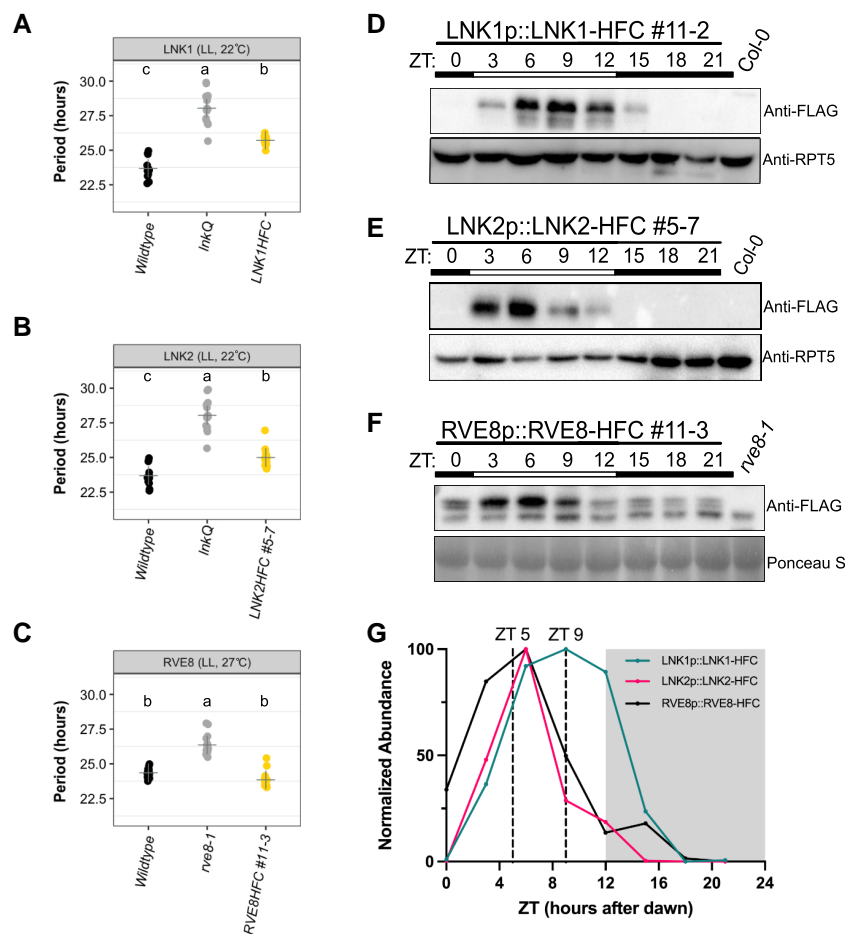 A
LNK1 (LL, 22℃)
c a b
30.0
27.5
25.0
22.5
Period (hours)
Wildtype
lnkQ
LNK1HFC
B
LNK2 (LL, 22℃)
c a b
30.0
27.5
25.0
22.5
Period (hours)
Wildtype
lnkQ
LNK2HFC #5-7
C
RVE8 (LL, 27℃)
b a b
30.0
27.5
25.0
22.5
Period (hours)
Wildtype
rve8-1
RVE8HFC #11-3
D
LNK1p::LNK1-HFC #11-2
ZT: 0 3 6 9 12 15 18 21 Col-0
Anti-FLAG
Anti-RPT5
E
LNK2p::LNK2-HFC #5-7
ZT: 0 3 6 9 12 15 18 21 Col-0
Anti-FLAG
Anti-RPT5
F
RVE8p::RVE8-HFC #11-3
ZT: 0 3 6 9 12 15 18 21 rve8-1
Anti-FLAG
Ponceau S
G
ZT 5 ZT 9
100
50
0
Normalized Abundance
LNK1p::LNK1-HFC
LNK2p::LNK2-HFC
RVE8p::RVE8-HFC
0 4 8 12 16 20 24
ZT (hours after dawn)